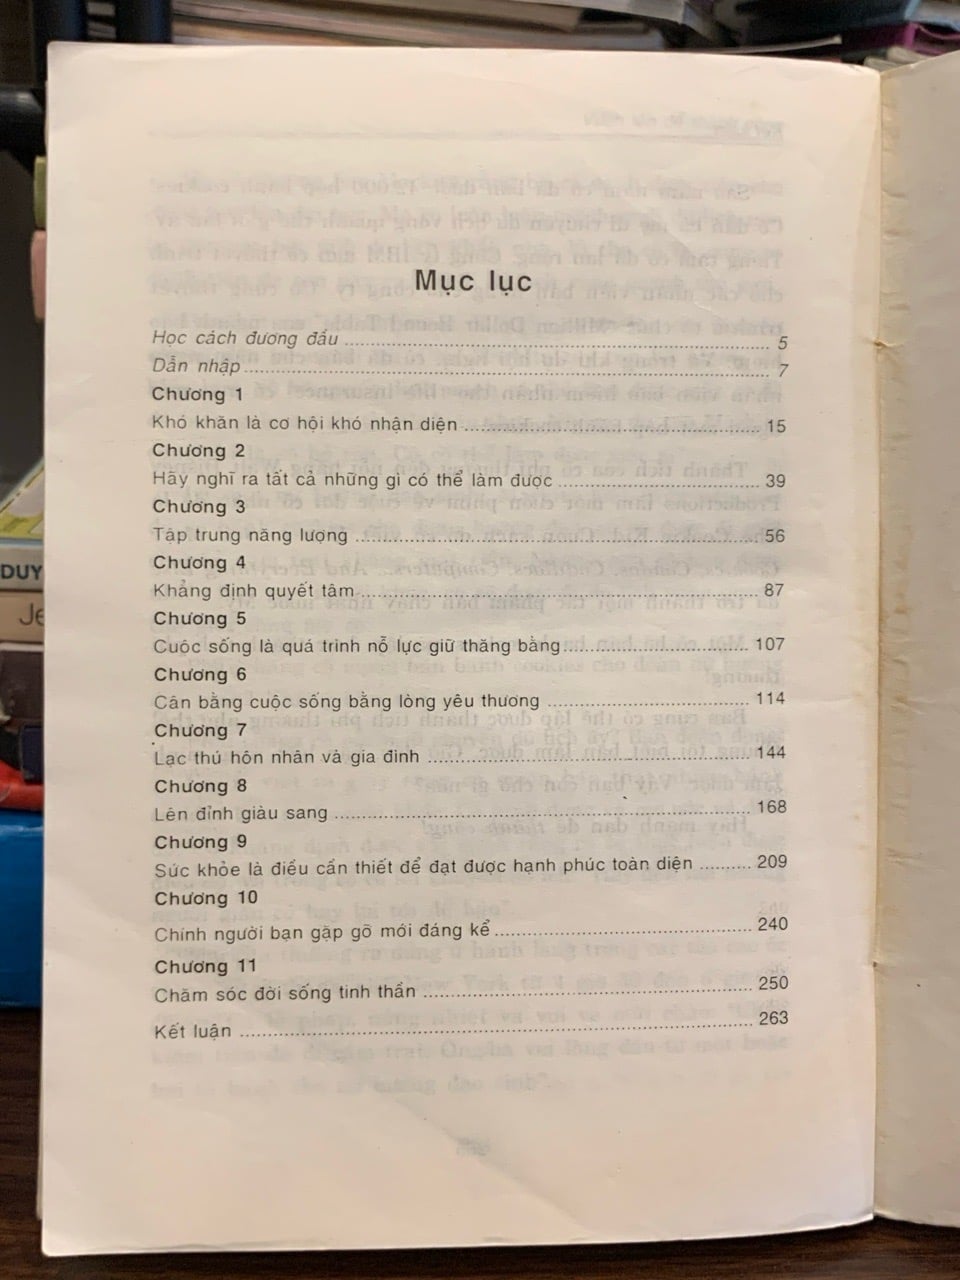 Mục lục
Học cách đương đầu ........ 5
Dẫn nhập ........ 7
Chương 1
Khó khăn là cơ hội khó nhận diện ........ 15
Chương 2
Hãy nghĩ ra tất cả những gì có thể làm được ........ 39
Chương 3
Tập trung năng lượng ........ 56
Chương 4
Khẳng định quyết tâm ........ 87
Chương 5
Cuộc sống là quá trình nỗ lực giữ thăng bằng ........ 107
Chương 6
Cân bằng cuộc sống bằng lòng yêu thương ........ 114
Chương 7
Lạc thú hôn nhân và gia đình ........ 144
Chương 8
Lên đỉnh giàu sang ........ 168
Chương 9
Sức khỏe là điều cần thiết để đạt được hạnh phúc toàn diện ........ 209
Chương 10
Chính người bạn gặp gỡ mới đáng kể ........ 240
Chương 11
Chăm sóc đời sống tinh thần ........ 250
Kết luận ........ 263
DUY
Je